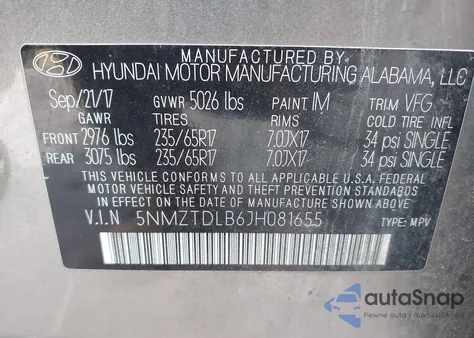 MANUFACTURED BY
HYUNDAI MOTOR MANUFACTURING ALABAMA, LLC
Sep/21/17 GVWR 5026 lbs PAINT IM TRIM VFG
GAWR TIRES RIMS COLD TIRE INFL
FRONT 2976 lbs 235/65R17 7.0JX17 34 psi SINGLE
REAR 3075 lbs 235/65R17 7.0JX17 34 psi SINGLE
THIS VEHICLE CONFORMS TO ALL APPLICABLE U.S.A. FEDERAL
MOTOR VEHICLE SAFETY STANDARDS IN EFFECT ON THE
DATE OF MANUFACTURE SHOWN ABOVE.
V.I.N 5NMZTDLB6JH081655 TYPE: MPV
autoSnap
Pewne auto z USA